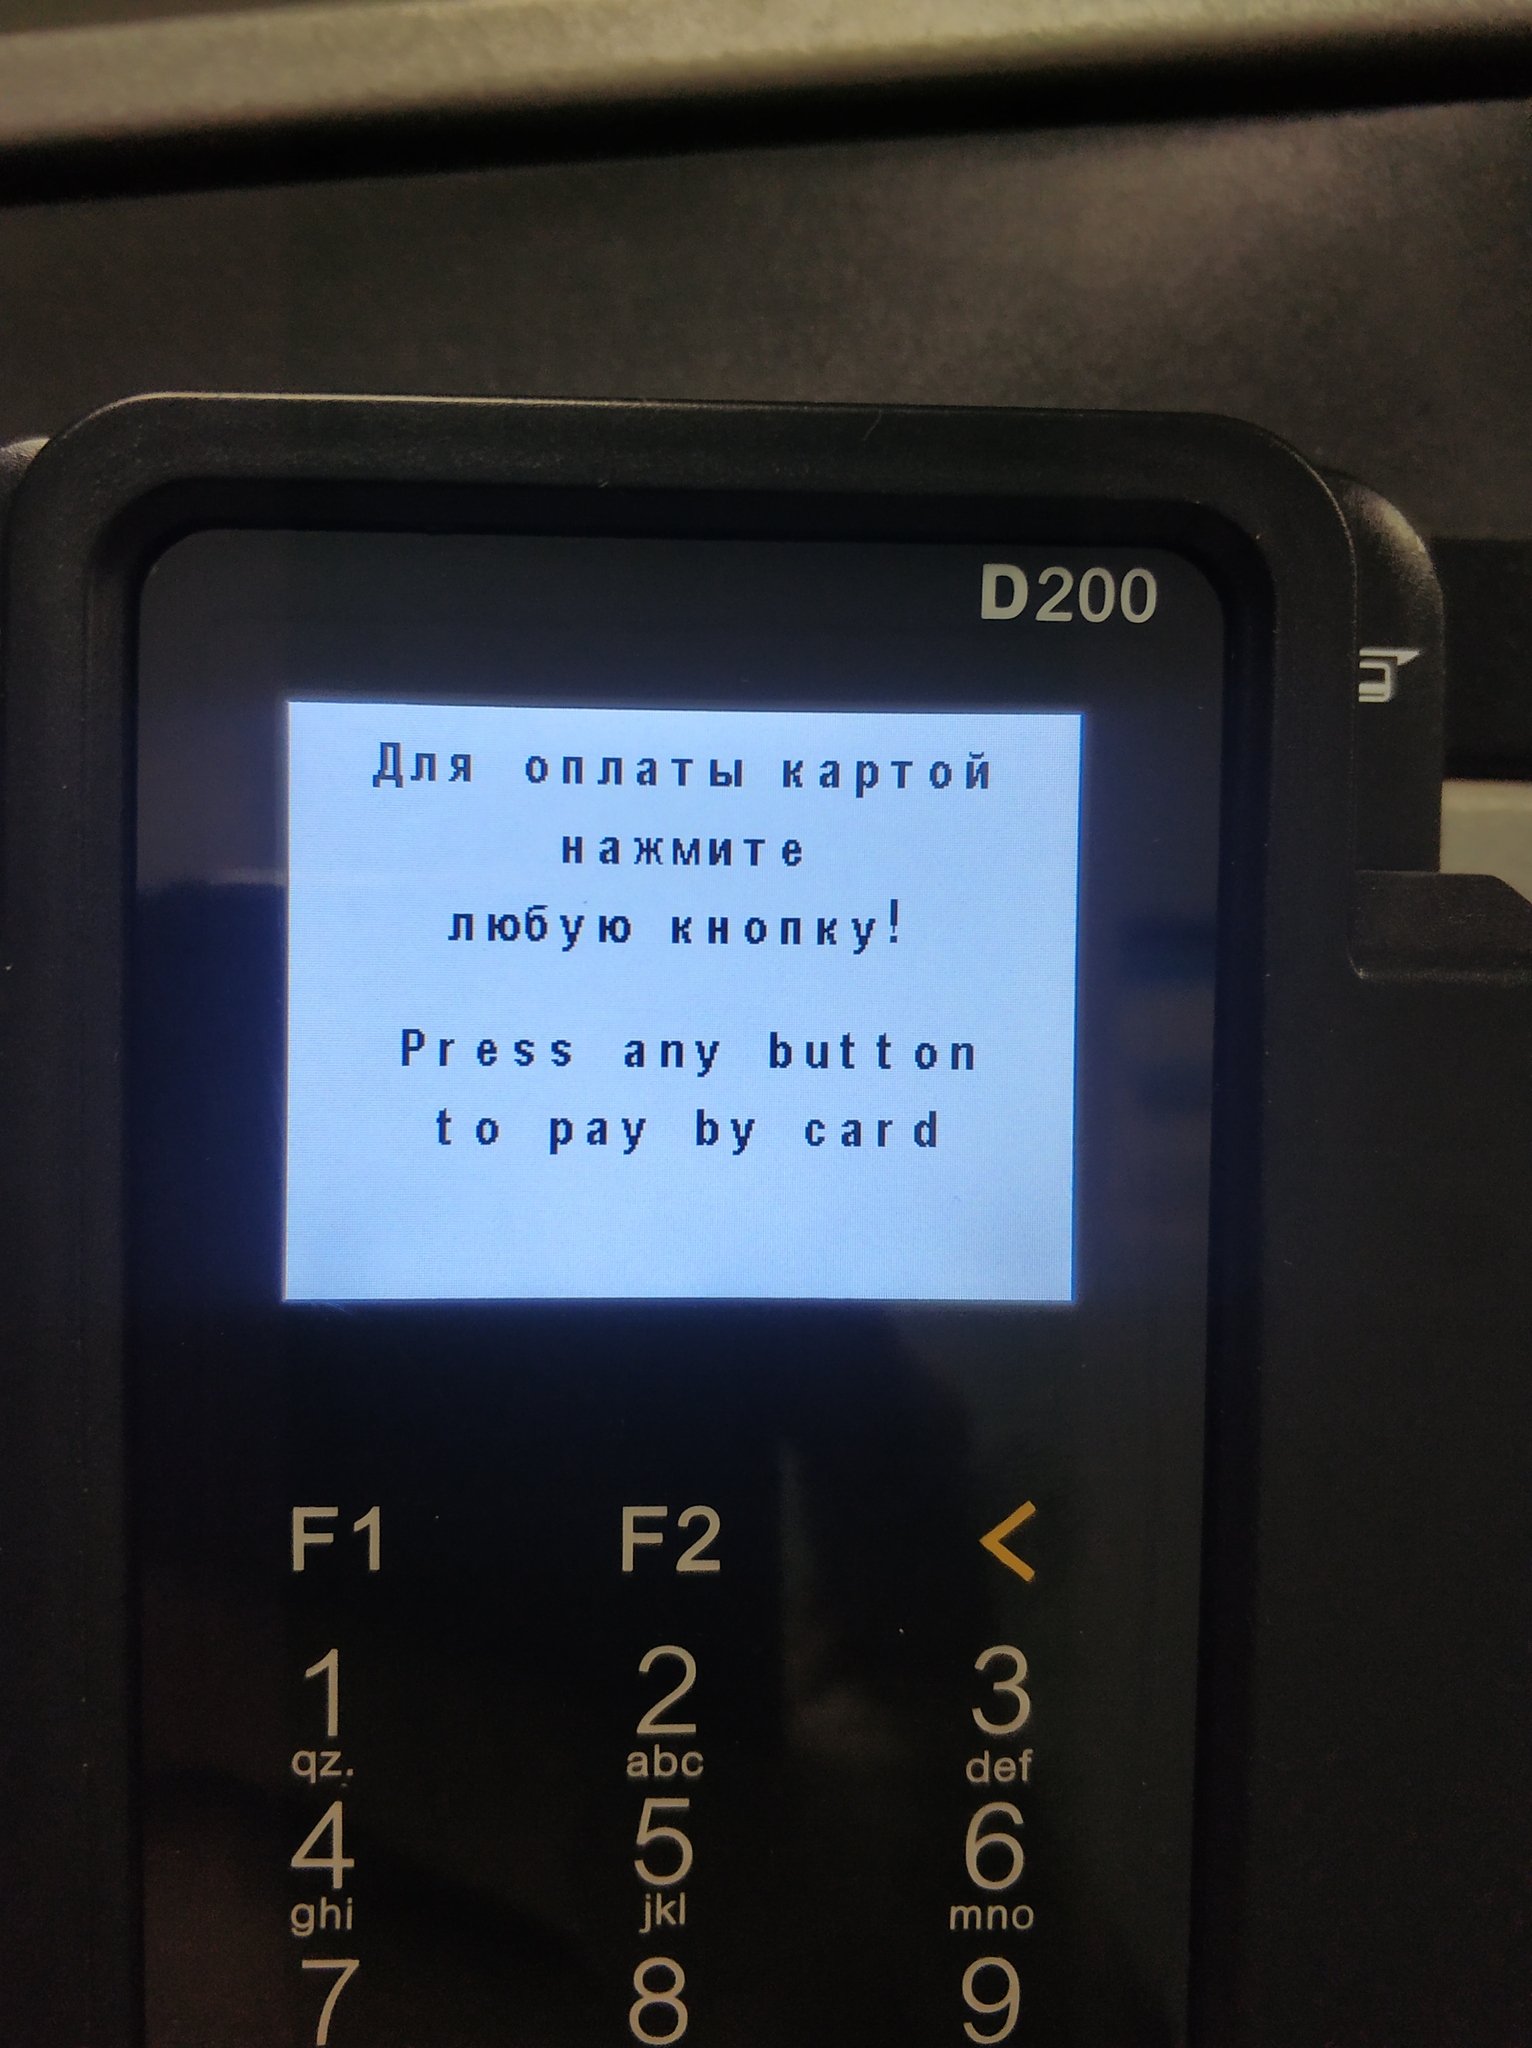 D200
Для оплаты картой
нажмите
любую кнопку!
Press any button
to pay by card
F1 F2 <
1 2 3
qz. abc def
4 5 6
ghi jkl mno
7 8 9